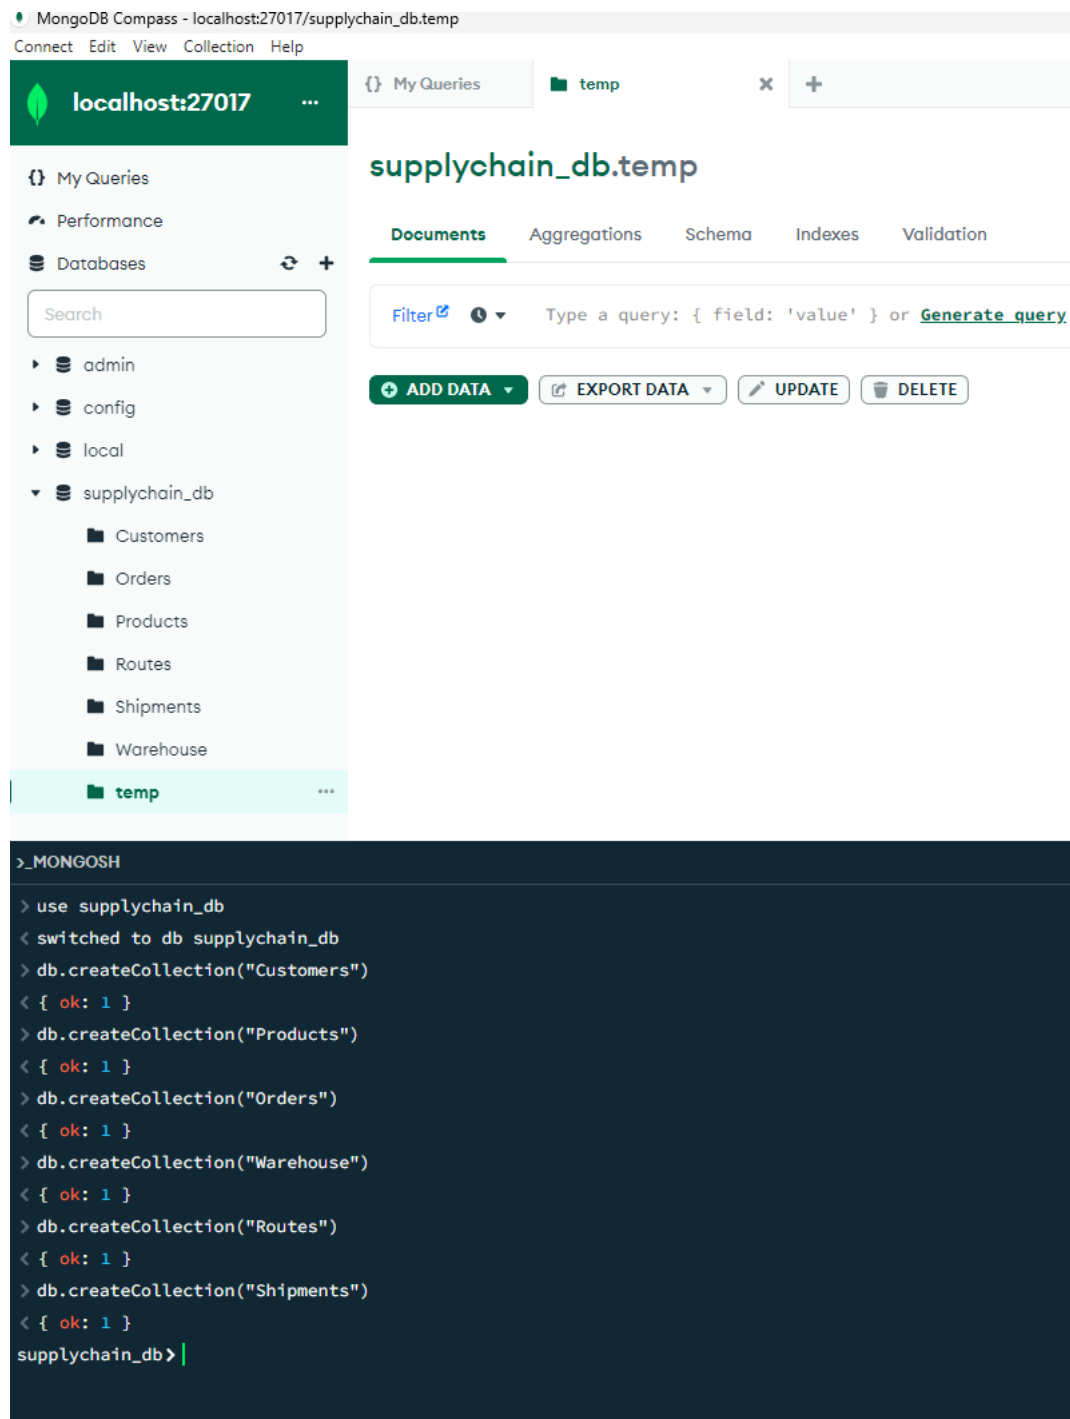 MongoDB Compass - localhost:27017/supplychain_db.temp
Connect Edit View Collection Help
localhost:27017 ...
{} My Queries
temp
{} My Queries
Performance
Databases
Search
admin
config
local
supplychain_db
Customers
Orders
Products
Routes
Shipments
Warehouse
temp
supplychain_db.temp
Documents Aggregations Schema Indexes Validation
Filter Type a query: { field: 'value' } or Generate query
ADD DATA EXPORT DATA UPDATE DELETE
>_MONGOSH
> use supplychain_db
< switched to db supplychain_db
> db.createCollection("Customers")
< { ok: 1 }
> db.createCollection("Products")
< { ok: 1 }
> db.createCollection("Orders")
< { ok: 1 }
> db.createCollection("Warehouse")
< { ok: 1 }
> db.createCollection("Routes")
< { ok: 1 }
> db.createCollection("Shipments")
< { ok: 1 }
supplychain_db>